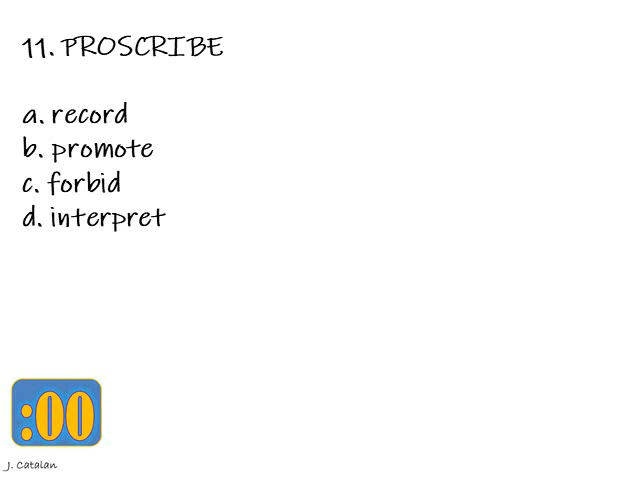 11. PROSCRIBE
a. record
b. promote
c. forbid
d. interpret
:00
J. Catalan